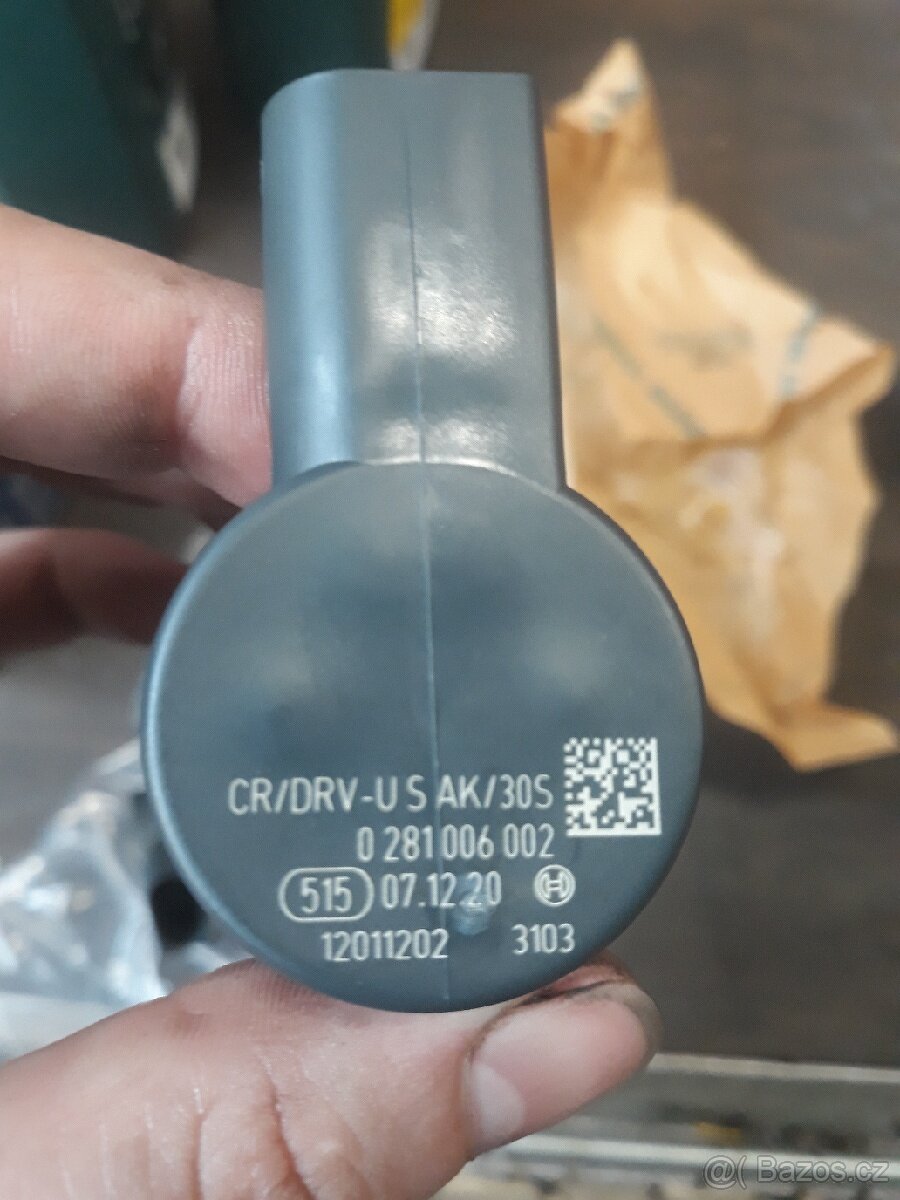 CR/DRV-U S AK/30S
0 281 006 002
515 07.12.20
12011202 3103
@( Bazos.cz